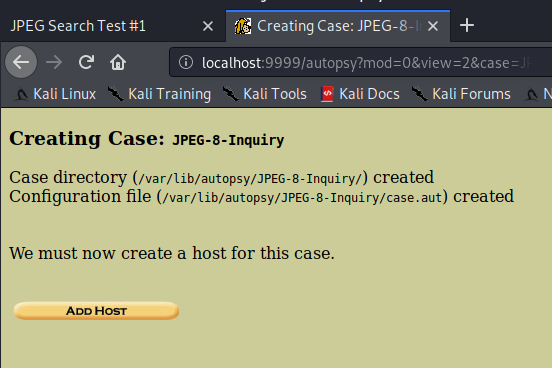 JPEG Search Test #1
Creating Case: JPEG-8-I
localhost:9999/autopsy?mod=0&view=2&case=J
Kali Linux Kali Training Kali Tools Kali Docs Kali Forums
Creating Case: JPEG-8-Inquiry
Case directory (/var/lib/autopsy/JPEG-8-Inquiry/) created
Configuration file (/var/lib/autopsy/JPEG-8-Inquiry/case.aut) created
We must now create a host for this case.
ADD HOST